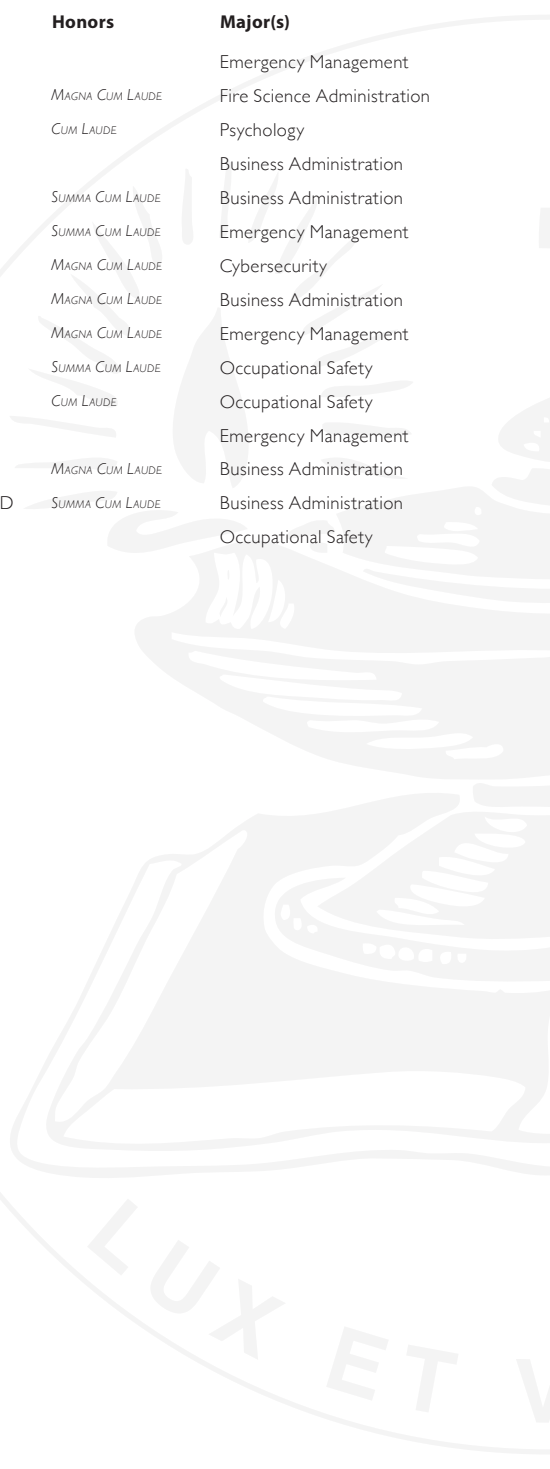 Honors Major(s)
Emergency Management
Magna Cum Laude Fire Science Administration
Cum Laude Psychology
Business Administration
Summa Cum Laude Business Administration
Summa Cum Laude Emergency Management
Magna Cum Laude Cybersecurity
Magna Cum Laude Business Administration
Magna Cum Laude Emergency Management
Summa Cum Laude Occupational Safety
Cum Laude Occupational Safety
Emergency Management
Magna Cum Laude Business Administration
D Summa Cum Laude Business Administration
Occupational Safety
LUX ET V